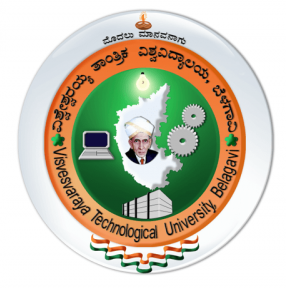 ಮೊದಲು ಮಾನವನಾಗು
ವಿಶ್ವೇಶ್ವರಯ್ಯ ತಾಂತ್ರಿಕ ವಿಶ್ವವಿದ್ಯಾಲಯ, ಬೆಳಗಾವಿ
Visvesvaraya Technological University, Belagavi